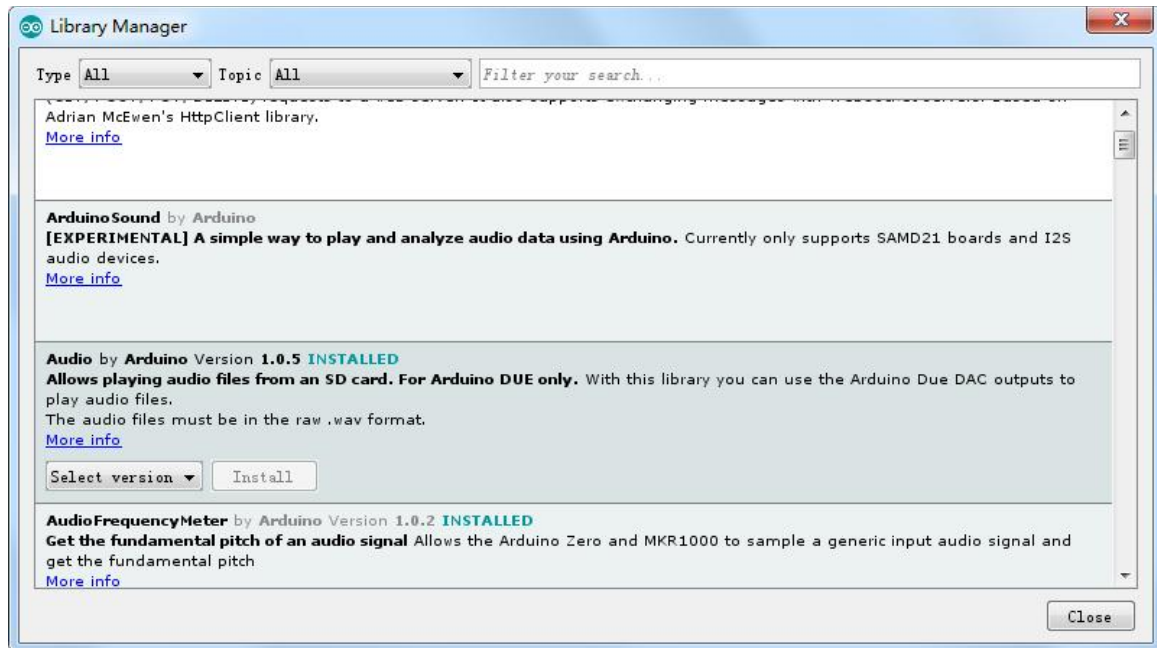 Library Manager
Type All Topic All Filter your search...
Adrian McEwen's HttpClient library.
More info
ArduinoSound by Arduino
[EXPERIMENTAL] A simple way to play and analyze audio data using Arduino. Currently only supports SAMD21 boards and I2S
audio devices.
More info
Audio by Arduino Version 1.0.5 INSTALLED
Allows playing audio files from an SD card. For Arduino DUE only. With this library you can use the Arduino Due DAC outputs to
play audio files.
The audio files must be in the raw .wav format.
More info
Select version Install
AudioFrequencyMeter by Arduino Version 1.0.2 INSTALLED
Get the fundamental pitch of an audio signal Allows the Arduino Zero and MKR1000 to sample a generic input audio signal and
get the fundamental pitch
More info
Close